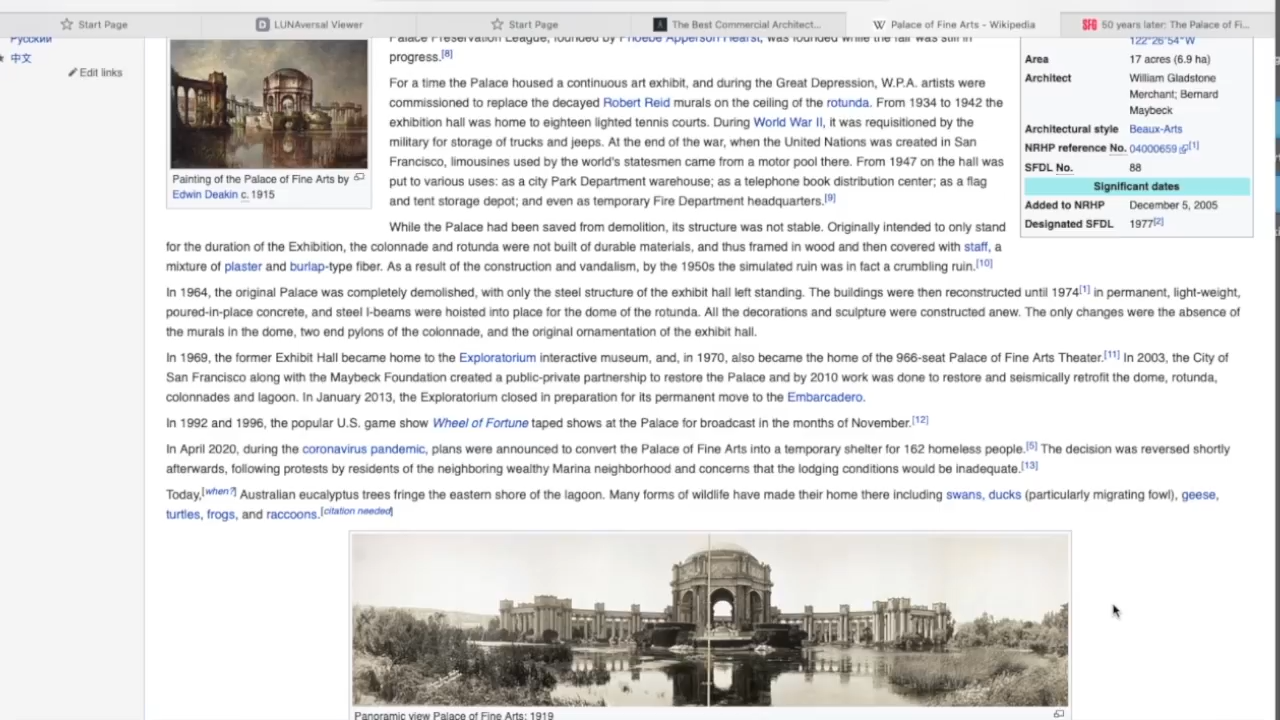 Start Page
LUNAversal Viewer
Start Page
The Best Commercial Architect...
Palace of Fine Arts - Wikipedia
50 years later: The Palace of Fi...
Русский
中文
Edit links
Painting of the Palace of Fine Arts by
Edwin Deakin c. 1915
Palace Preservation League, founded by Phoebe Apperson Hearst, was founded while the fair was still in
progress.[8]
For a time the Palace housed a continuous art exhibit, and during the Great Depression, W.P.A. artists were
commissioned to replace the decayed Robert Reid murals on the ceiling of the rotunda. From 1934 to 1942 the
exhibition hall was home to eighteen lighted tennis courts. During World War II, it was requisitioned by the
military for storage of trucks and jeeps. At the end of the war, when the United Nations was created in San
Francisco, limousines used by the world's statesmen came from a motor pool there. From 1947 on the hall was
put to various uses: as a city Park Department warehouse; as a telephone book distribution center; as a flag
and tent storage depot; and even as temporary Fire Department headquarters.[9]
While the Palace had been saved from demolition, its structure was not stable. Originally intended to only stand
for the duration of the Exhibition, the colonnade and rotunda were not built of durable materials, and thus framed in wood and then covered with staff, a
mixture of plaster and burlap-type fiber. As a result of the construction and vandalism, by the 1950s the simulated ruin was in fact a crumbling ruin.[10]
In 1964, the original Palace was completely demolished, with only the steel structure of the exhibit hall left standing. The buildings were then reconstructed until 1974[1] in permanent, light-weight,
poured-in-place concrete, and steel I-beams were hoisted into place for the dome of the rotunda. All the decorations and sculpture were constructed anew. The only changes were the absence of
the murals in the dome, two end pylons of the colonnade, and the original ornamentation of the exhibit hall.
In 1969, the former Exhibit Hall became home to the Exploratorium interactive museum, and, in 1970, also became the home of the 966-seat Palace of Fine Arts Theater.[11] In 2003, the City of
San Francisco along with the Maybeck Foundation created a public-private partnership to restore the Palace and by 2010 work was done to restore and seismically retrofit the dome, rotunda,
colonnades and lagoon. In January 2013, the Exploratorium closed in preparation for its permanent move to the Embarcadero.
In 1992 and 1996, the popular U.S. game show Wheel of Fortune taped shows at the Palace for broadcast in the months of November.[12]
In April 2020, during the coronavirus pandemic, plans were announced to convert the Palace of Fine Arts into a temporary shelter for 162 homeless people.[5] The decision was reversed shortly
afterwards, following protests by residents of the neighboring wealthy Marina neighborhood and concerns that the lodging conditions would be inadequate.[13]
Today,[when?] Australian eucalyptus trees fringe the eastern shore of the lagoon. Many forms of wildlife have made their home there including swans, ducks (particularly migrating fowl), geese,
turtles, frogs, and raccoons.[citation needed]
122°26′54″W
Area 17 acres (6.9 ha)
Architect William Gladstone
Merchant; Bernard
Maybeck
Architectural style Beaux-Arts
NRHP reference No. 04000659[1]
SFDL No. 88
Significant dates
Added to NRHP December 5, 2005
Designated SFDL 1977[2]
Panoramic view Palace of Fine Arts: 1919